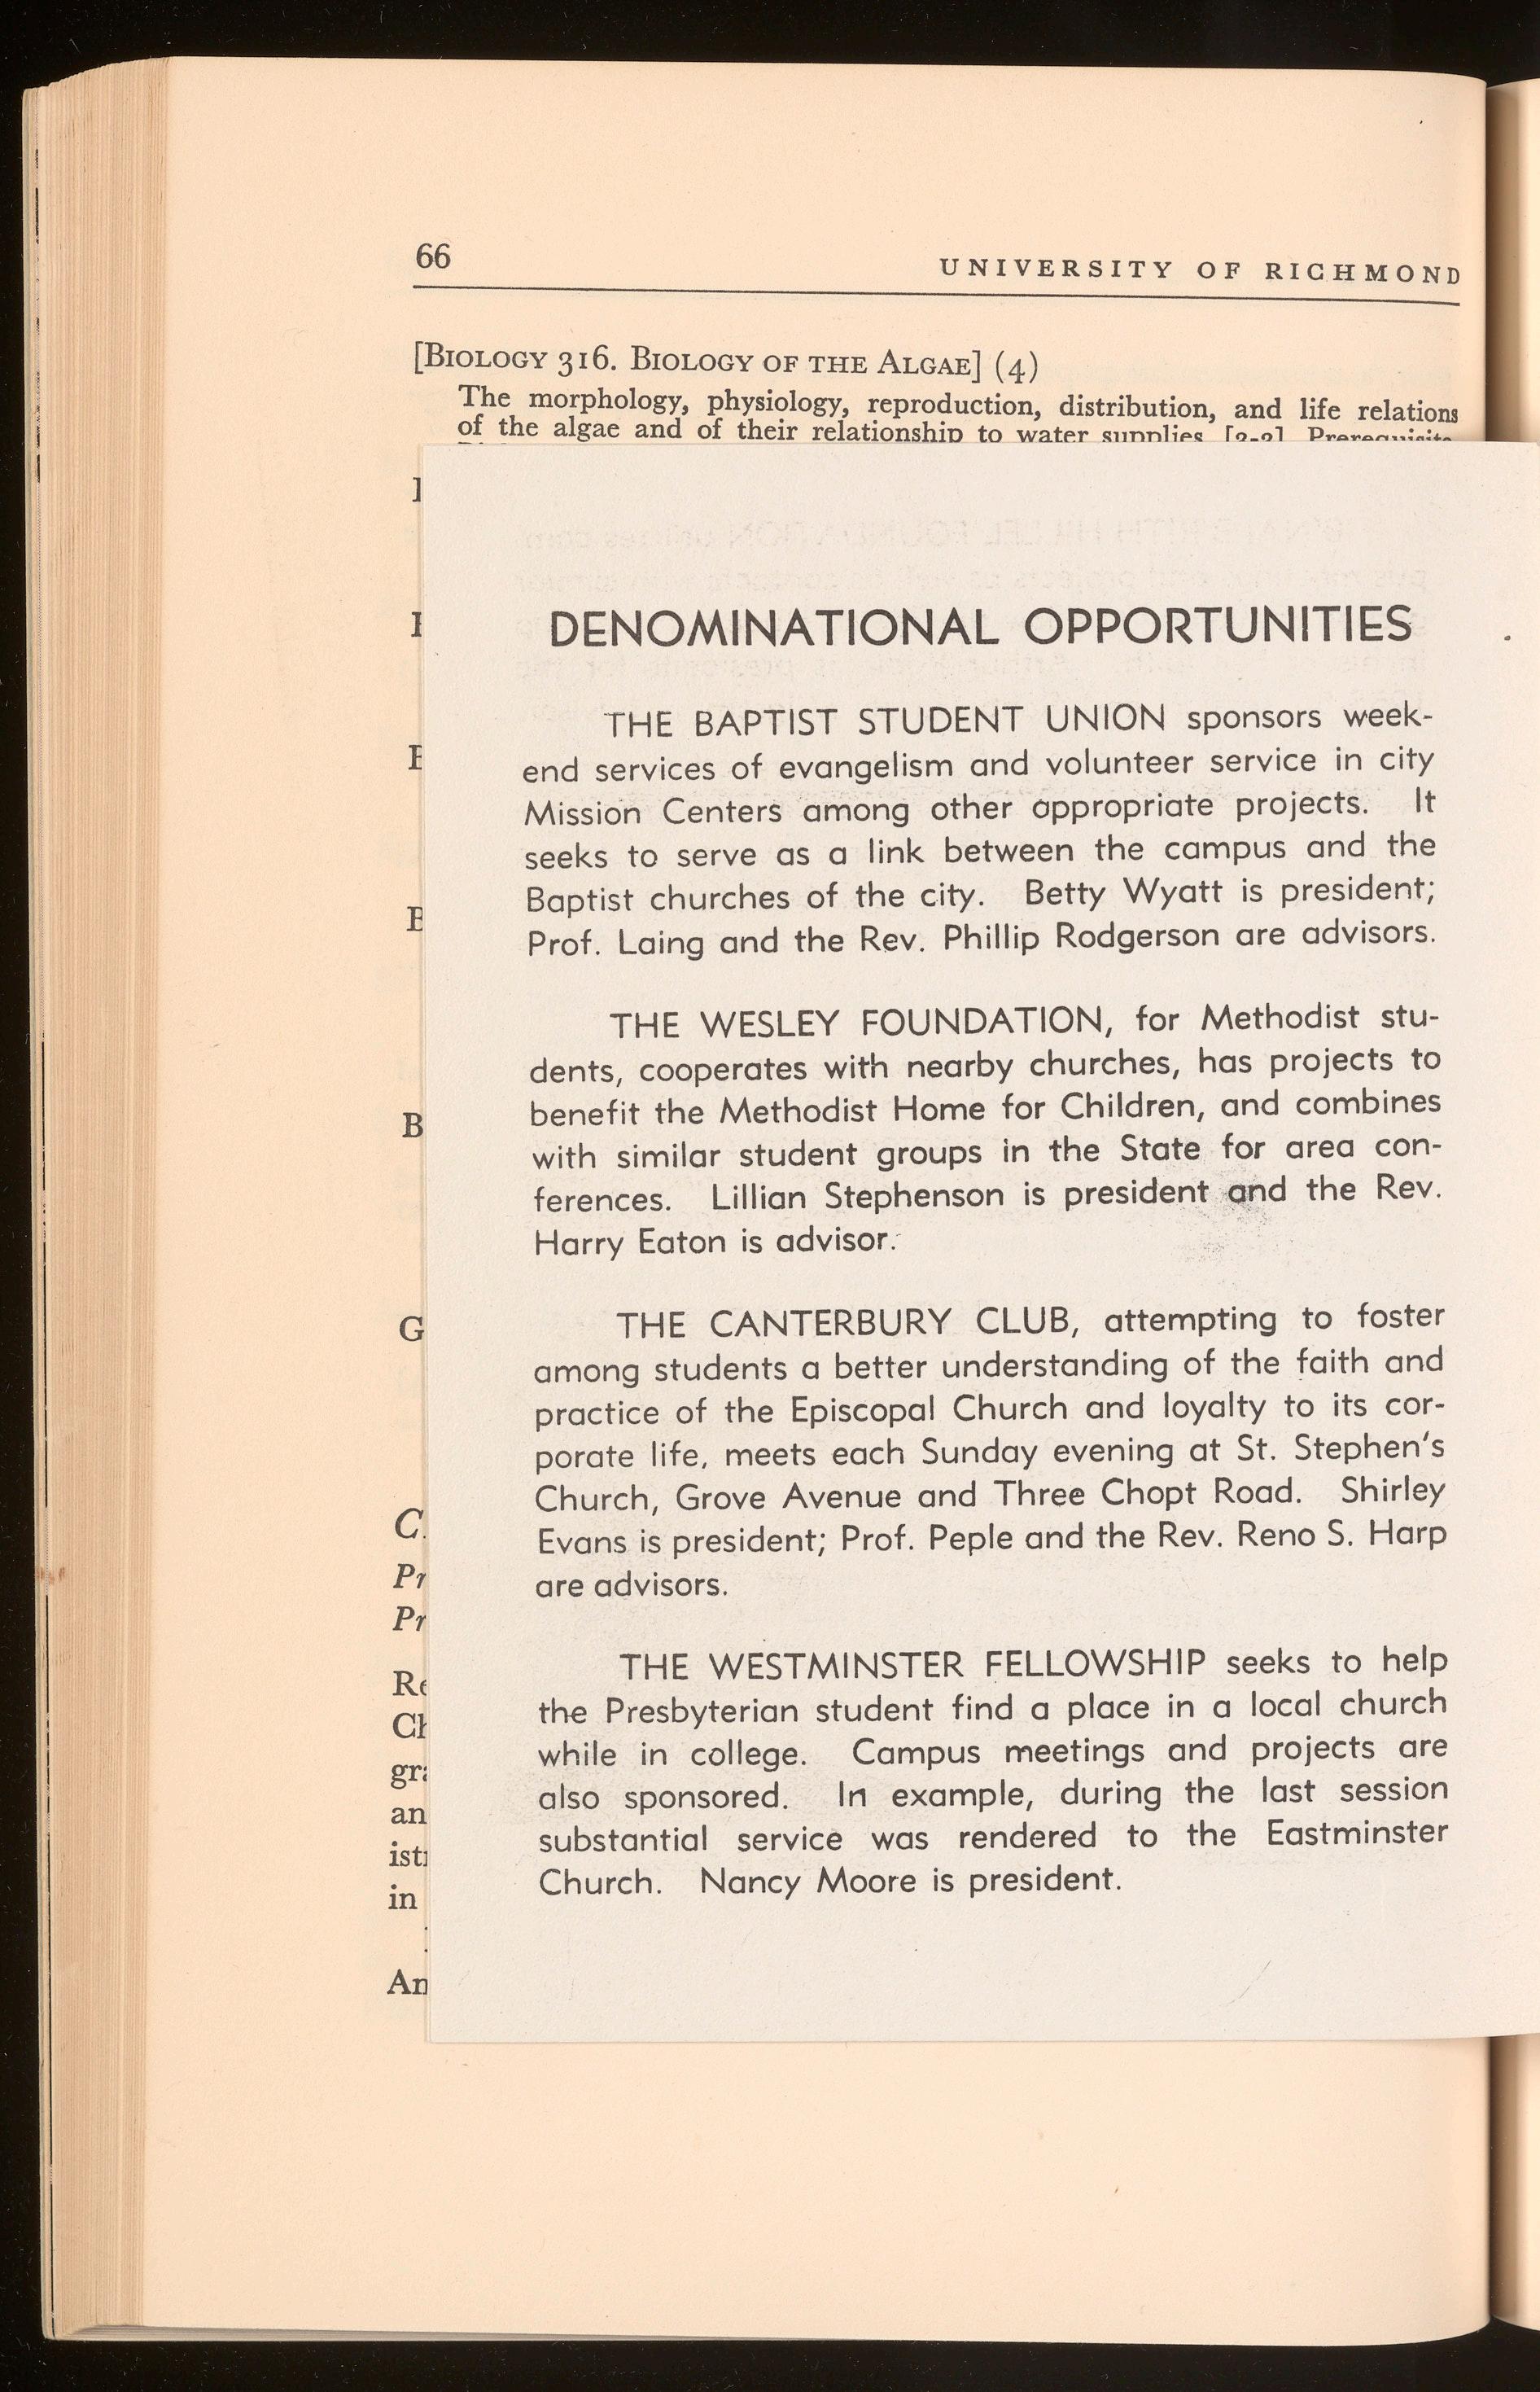 66
UNIVERSITY OF RICHMOND
[BIOLOGY 316. BIOLOGY OF THE ALGAE] (4)
The morphology, physiology, reproduction, distribution, and life relations
of the algae and of their relationship to water supplies
DENOMINATIONAL OPPORTUNITIES
THE BAPTIST STUDENT UNION sponsors week-
end services of evangelism and volunteer service in city
Mission Centers among other appropriate projects. It
seeks to serve as a link between the campus and the
Baptist churches of the city. Betty Wyatt is president;
Prof. Laing and the Rev. Phillip Rodgerson are advisors.
THE WESLEY FOUNDATION, for Methodist stu-
dents, cooperates with nearby churches, has projects to
benefit the Methodist Home for Children, and combines
with similar student groups in the State for area con-
ferences. Lillian Stephenson is president and the Rev.
Harry Eaton is advisor.
THE CANTERBURY CLUB, attempting to foster
among students a better understanding of the faith and
practice of the Episcopal Church and loyalty to its cor-
porate life, meets each Sunday evening at St. Stephen's
Church, Grove Avenue and Three Chopt Road. Shirley
Evans is president; Prof. Peple and the Rev. Reno S. Harp
are advisors.
THE WESTMINSTER FELLOWSHIP seeks to help
the Presbyterian student find a place in a local church
while in college. Campus meetings and projects are
also sponsored. In example, during the last session
substantial service was rendered to the Eastminster
Church. Nancy Moore is president.